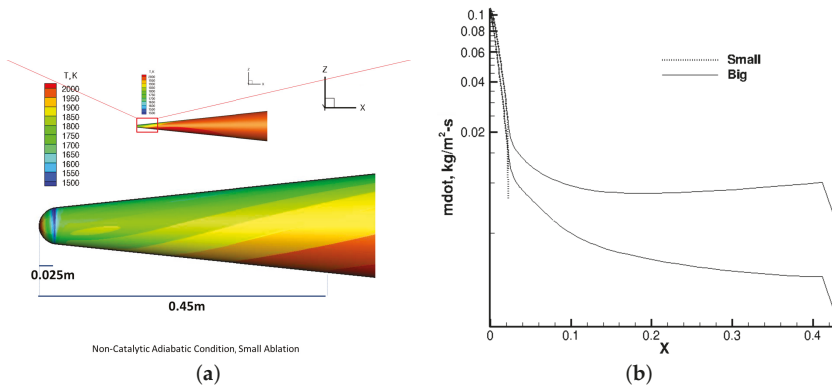 T, K
2000
1950
1900
1850
1800
1750
1700
1650
1600
1550
1500
Z
X
0.025m
0.45m
Non-Catalytic Adiabatic Condition, Small Ablation
(a)
0.1
0.08
0.06
0.04
0.02
mdot, kg/m²-s
Small
Big
0
0.1
0.2
0.3
0.4
X
(b)